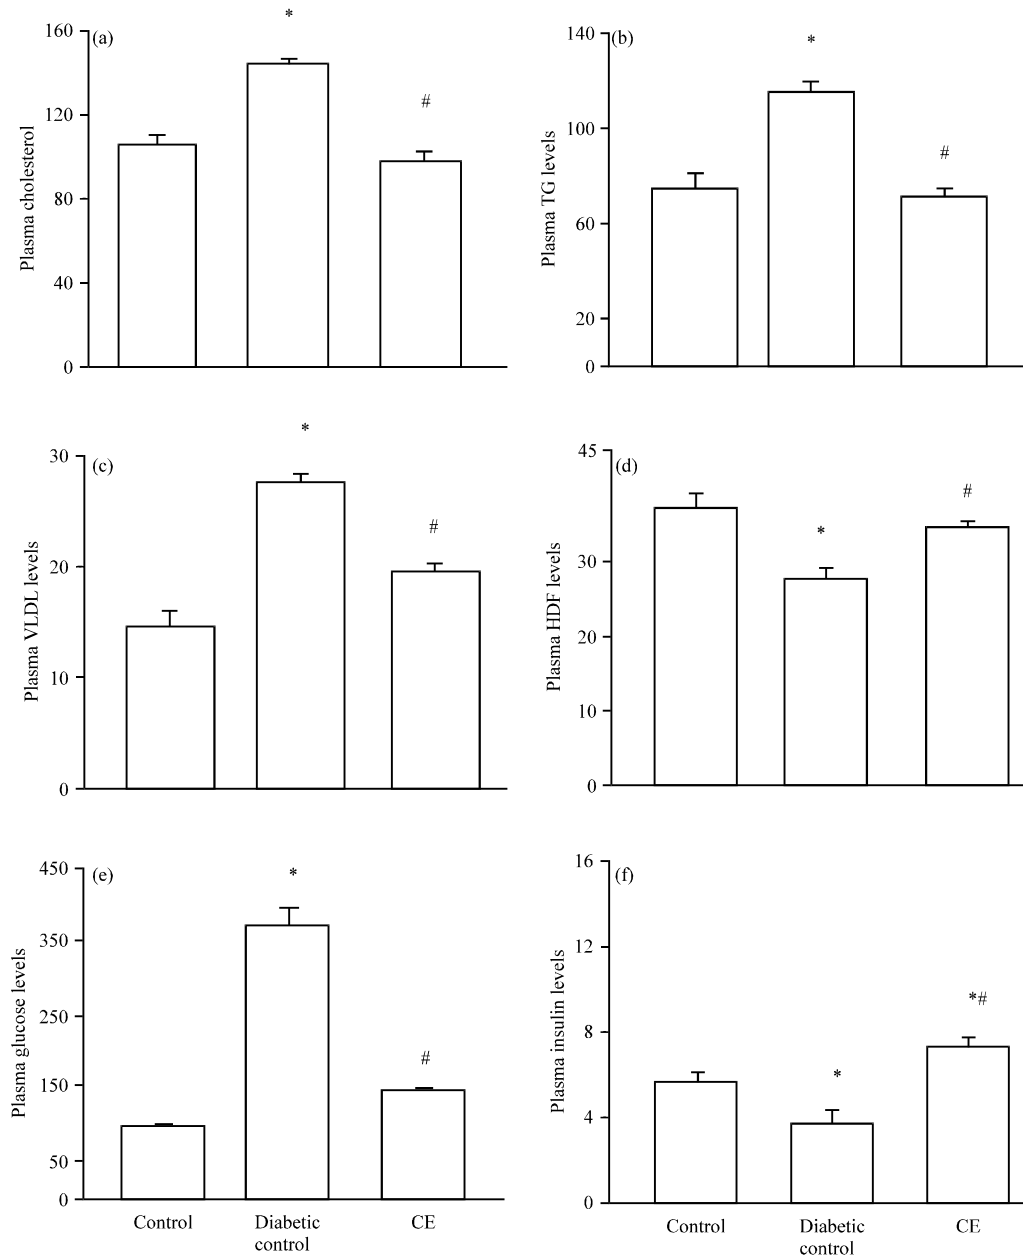 (a)
*
#
160
120
80
40
0
Plasma cholesterol
(b)
*
#
140
100
60
20
0
Plasma TG levels
(c)
*
#
30
20
10
0
Plasma VLDL levels
(d)
*
#
45
30
20
10
0
Plasma HDF levels
(e)
*
#
450
350
250
150
50
0
Plasma glucose levels
Control
Diabetic
control
CE
(f)
*
*#
16
12
8
4
0
Plasma insulin levels
Control
Diabetic
control
CE